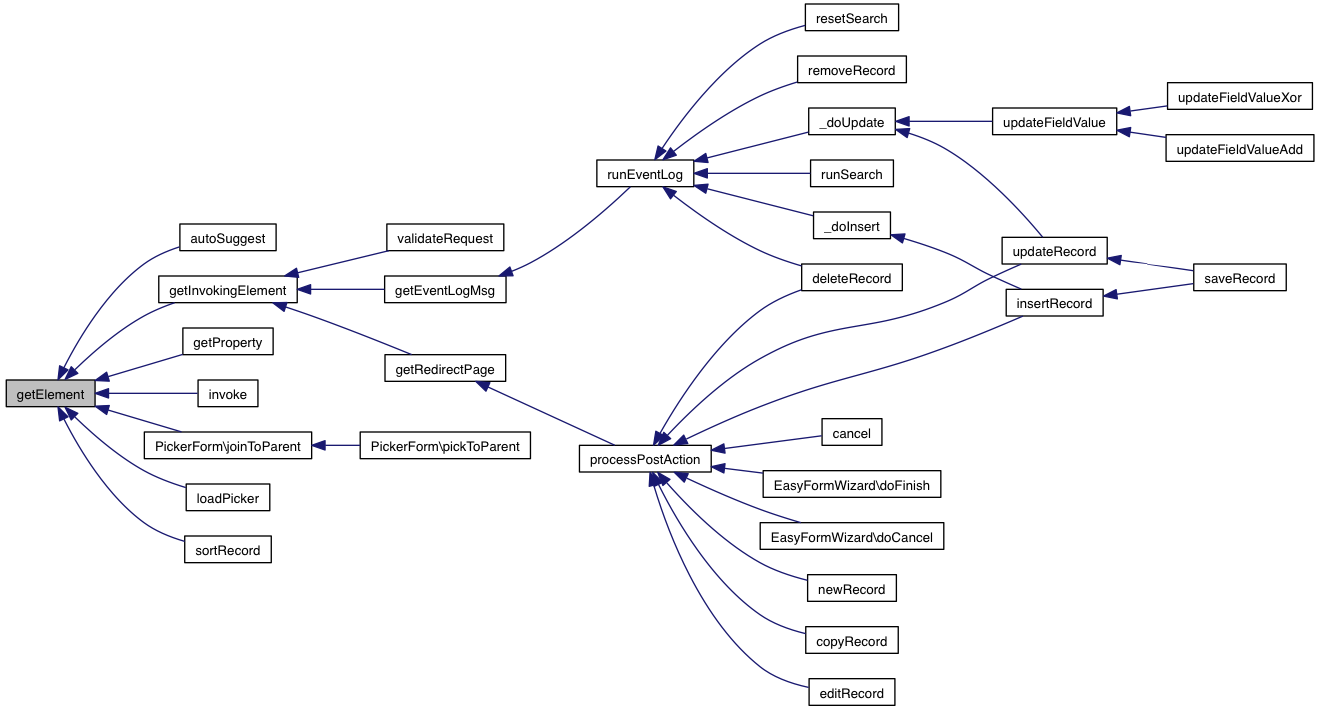 resetSearch
removeRecord
updateFieldValueXor
_doUpdate
updateFieldValue
updateFieldValueAdd
runEventLog
runSearch
_doInsert
autoSuggest
validateRequest
updateRecord
deleteRecord
saveRecord
getInvokingElement
getEventLogMsg
insertRecord
getProperty
getRedirectPage
getElement
invoke
cancel
PickerForm\joinToParent
PickerForm\pickToParent
processPostAction
EasyFormWizard\doFinish
loadPicker
EasyFormWizard\doCancel
sortRecord
newRecord
copyRecord
editRecord